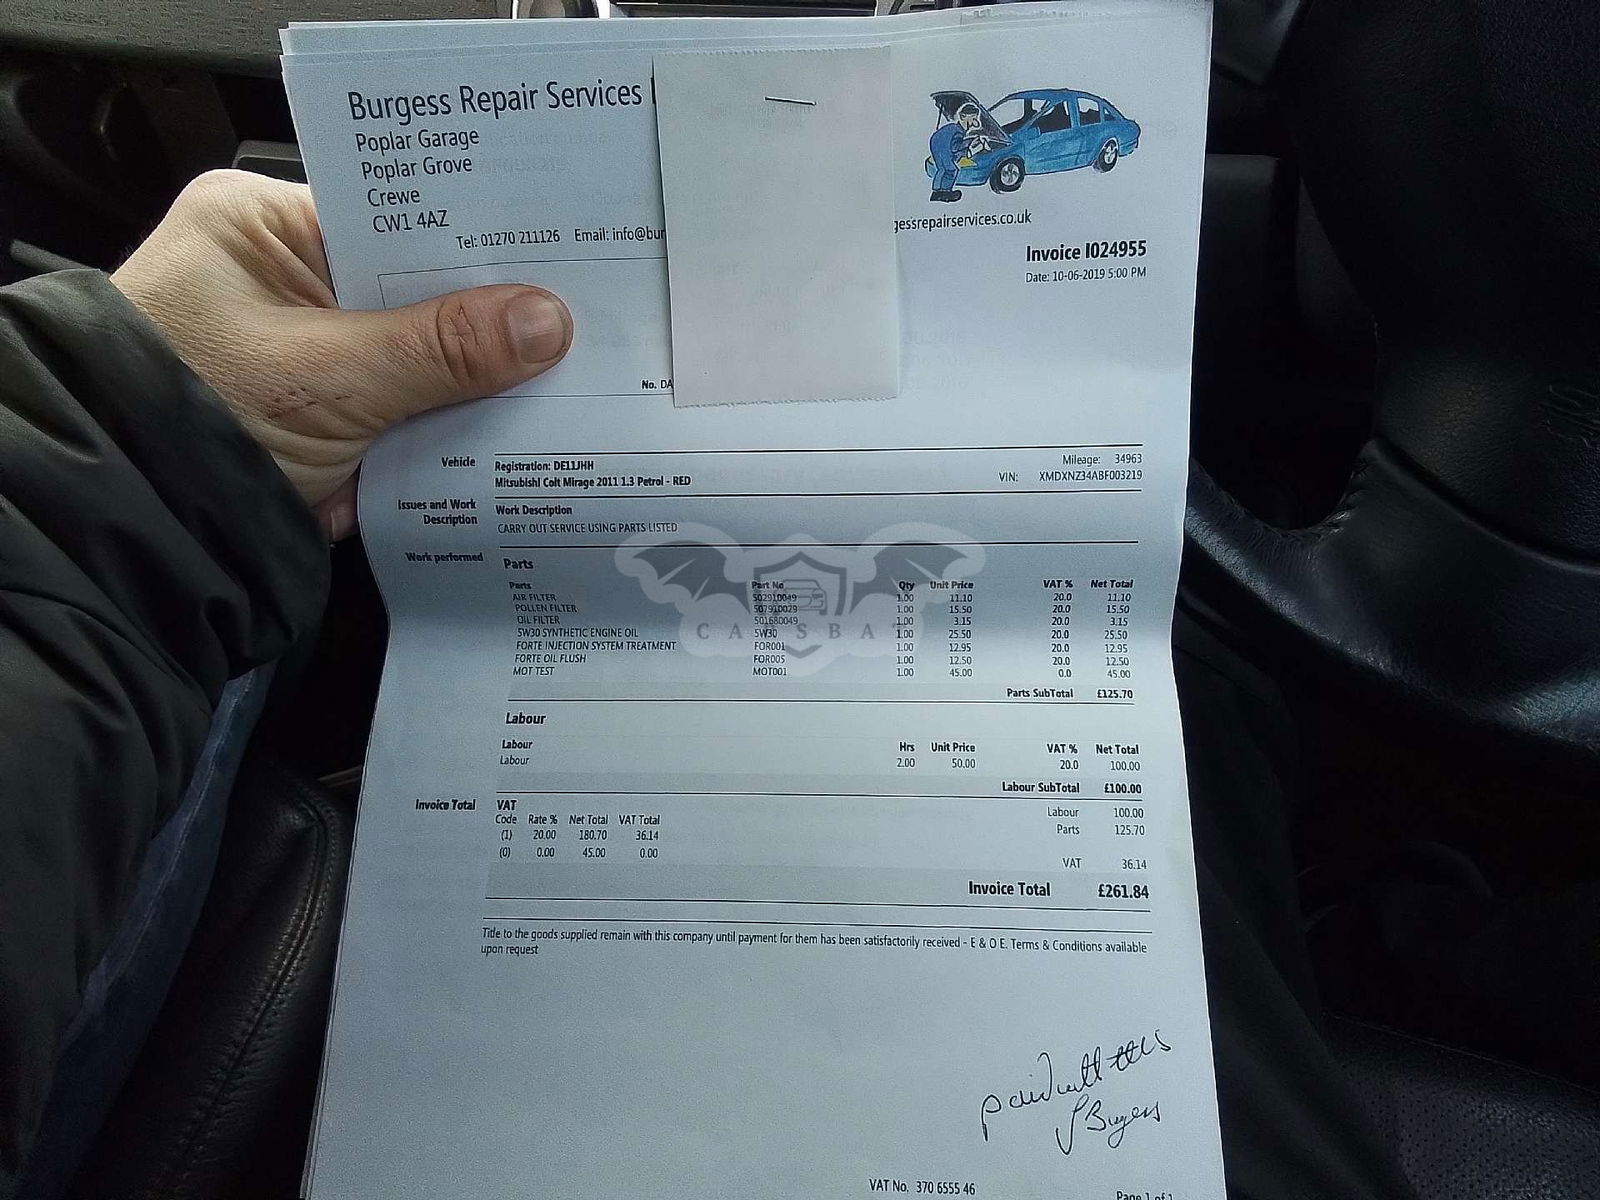 Burgess Repair Services
Poplar Garage
Poplar Grove
Crewe
CW1 4AZ
Tel: 01270 211126 Email: info@bur
gessrepairservices.co.uk
Invoice I024955
Date: 10-06-2019 5:00 PM
No. DA
Vehicle
Registration: DE11JHH
Mitsubishi Colt Mirage 2011 1.3 Petrol - RED
Mileage: 34963
VIN: XMDXNZ34ABF003219
Issues and Work Description
Work Description
CARRY OUT SERVICE USING PARTS LISTED
Work performed
Parts
Parts Part No Qty Unit Price VAT % Net Total
AIR FILTER 502910049 1.00 11.10 20.0 11.10
POLLEN FILTER 507910029 1.00 15.50 20.0 15.50
OIL FILTER 501680049 1.00 3.15 20.0 3.15
5W30 SYNTHETIC ENGINE OIL 5W30 1.00 25.50 20.0 25.50
FORTE INJECTION SYSTEM TREATMENT FOR001 1.00 12.95 20.0 12.95
FORTE OIL FLUSH FOR005 1.00 12.50 20.0 12.50
MOT TEST MOT001 1.00 45.00 0.0 45.00
Parts SubTotal £125.70
CARSBAT
Labour
Labour Hrs Unit Price VAT % Net Total
Labour 2.00 50.00 20.0 100.00
Labour SubTotal £100.00
Invoice Total
VAT
Code Rate % Net Total VAT Total
(1) 20.00 180.70 36.14
(0) 0.00 45.00 0.00
Labour 100.00
Parts 125.70
VAT 36.14
Invoice Total £261.84
Title to the goods supplied remain with this company until payment for them has been satisfactorily received - E & O E. Terms & Conditions available
upon request
paid
J Burgess
VAT No. 370 6555 46
Page 1 of 1